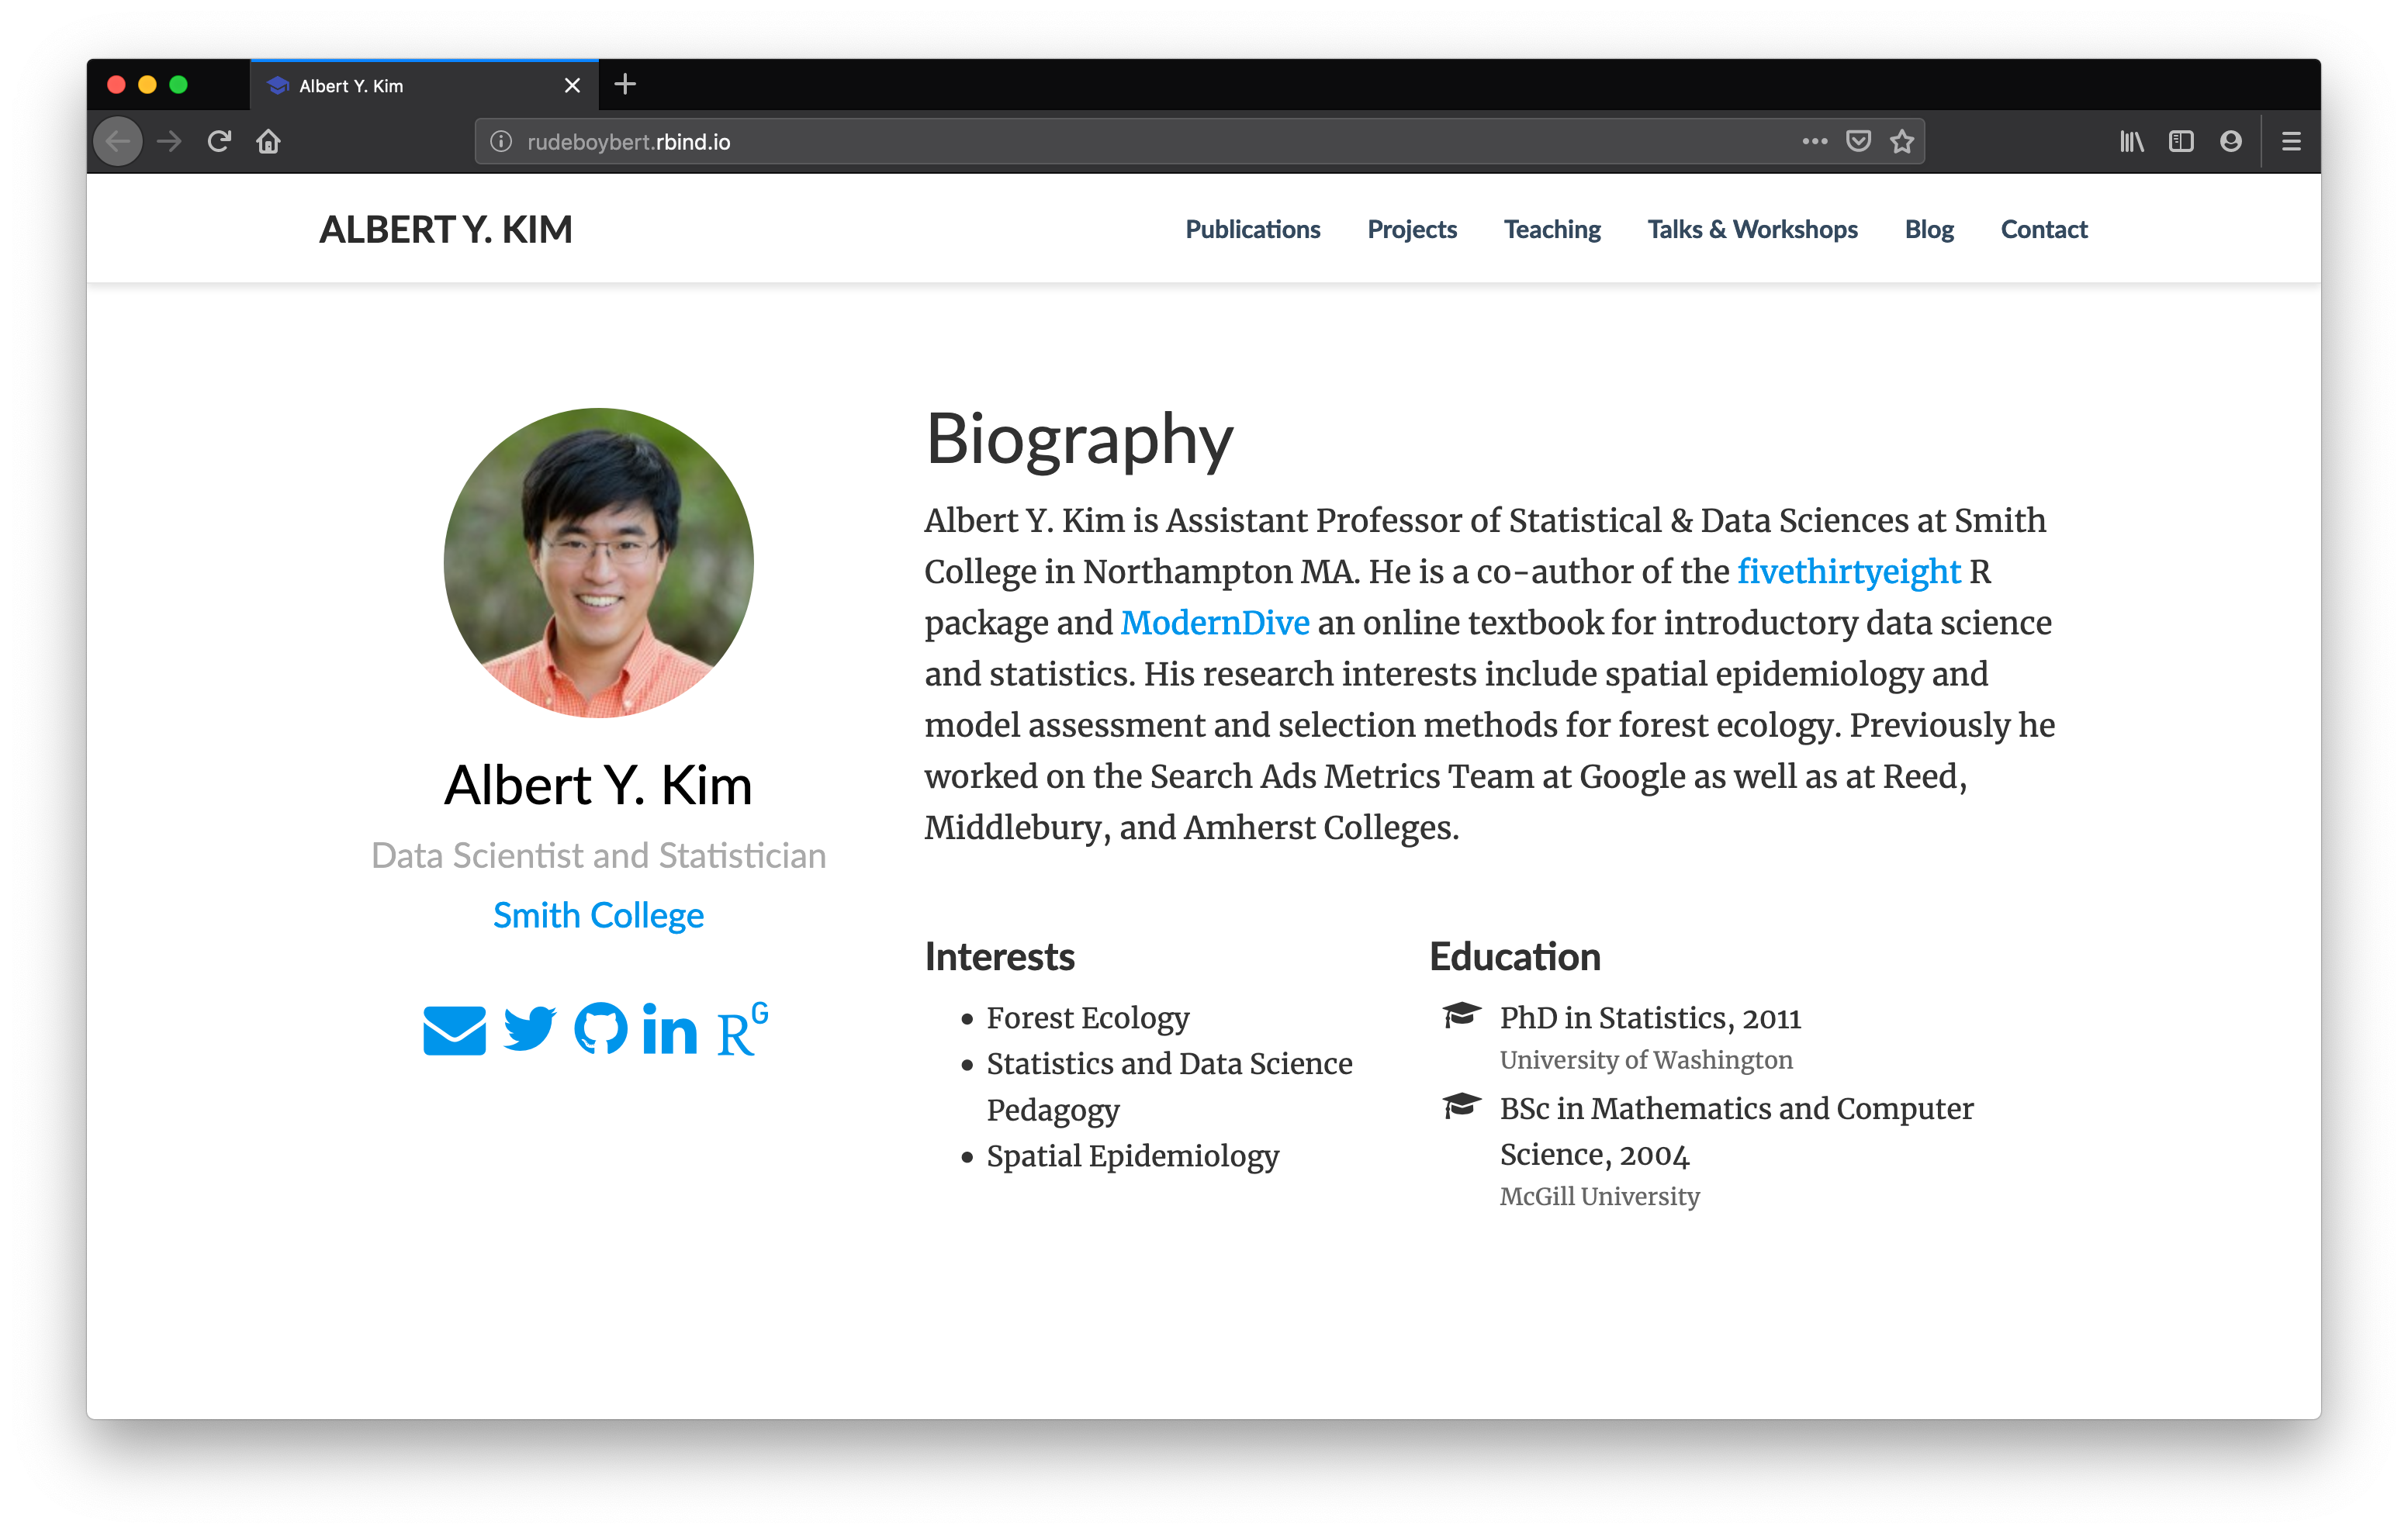 Albert Y. Kim
rudeboybert.rbind.io
ALBERT Y. KIM
Publications
Projects
Teaching
Talks & Workshops
Blog
Contact
Albert Y. Kim
Data Scientist and Statistician
Smith College
in
RG
Biography
Albert Y. Kim is Assistant Professor of Statistical & Data Sciences at Smith
College in Northampton MA. He is a co-author of the fivethirtyeight R
package and ModernDive an online textbook for introductory data science
and statistics. His research interests include spatial epidemiology and
model assessment and selection methods for forest ecology. Previously he
worked on the Search Ads Metrics Team at Google as well as at Reed,
Middlebury, and Amherst Colleges.
Interests
Forest Ecology
Statistics and Data Science
Pedagogy
Spatial Epidemiology
Education
PhD in Statistics, 2011
University of Washington
BSc in Mathematics and Computer
Science, 2004
McGill University